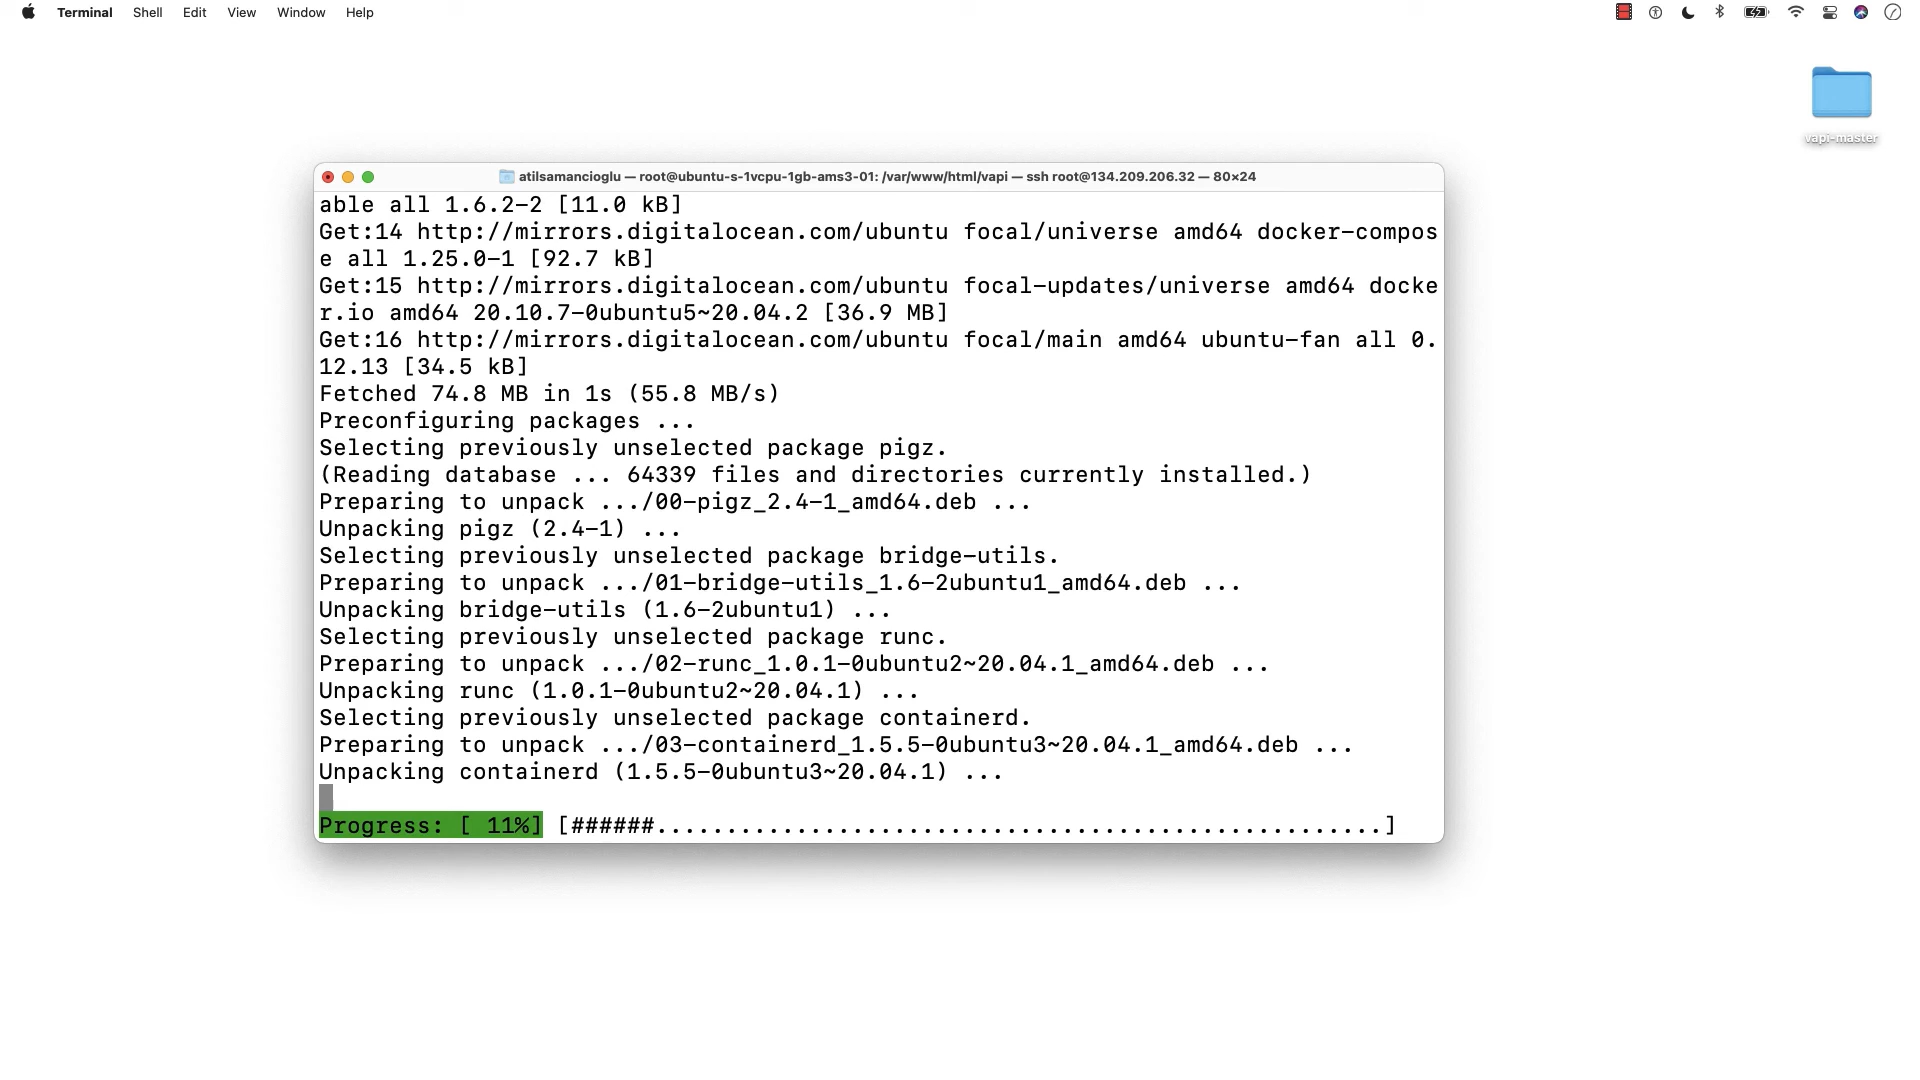 Terminal Shell Edit View Window Help
vapi-master
atilsamancioglu — root@ubuntu-s-1vcpu-1gb-ams3-01: /var/www/html/vapi — ssh root@134.209.206.32 — 80×24
able all 1.6.2-2 [11.0 kB]
Get:14 http://mirrors.digitalocean.com/ubuntu focal/universe amd64 docker-compos
e all 1.25.0-1 [92.7 kB]
Get:15 http://mirrors.digitalocean.com/ubuntu focal-updates/universe amd64 docke
r.io amd64 20.10.7-0ubuntu5~20.04.2 [36.9 MB]
Get:16 http://mirrors.digitalocean.com/ubuntu focal/main amd64 ubuntu-fan all 0.
12.13 [34.5 kB]
Fetched 74.8 MB in 1s (55.8 MB/s)
Preconfiguring packages ...
Selecting previously unselected package pigz.
(Reading database ... 64339 files and directories currently installed.)
Preparing to unpack .../00-pigz_2.4-1_amd64.deb ...
Unpacking pigz (2.4-1) ...
Selecting previously unselected package bridge-utils.
Preparing to unpack .../01-bridge-utils_1.6-2ubuntu1_amd64.deb ...
Unpacking bridge-utils (1.6-2ubuntu1) ...
Selecting previously unselected package runc.
Preparing to unpack .../02-runc_1.0.1-0ubuntu2~20.04.1_amd64.deb ...
Unpacking runc (1.0.1-0ubuntu2~20.04.1) ...
Selecting previously unselected package containerd.
Preparing to unpack .../03-containerd_1.5.5-0ubuntu3~20.04.1_amd64.deb ...
Unpacking containerd (1.5.5-0ubuntu3~20.04.1) ...
Progress: [ 11%] [######....................................................]